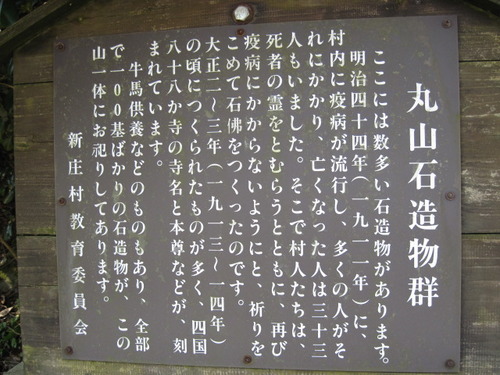 丸山石造物群
ここには数多い石造物があります。
明治四十四年(一九一一年)に、
村内に疫病が流行し、多くの人がそ
れにかかり、亡くなった人は三十三
人もいました。そこで村人たちは、
死者の霊をとむらうとともに、再び
疫病にかからないようにと、祈りを
こめて石佛をつくったのです。
大正二〜三年(一九一三〜一四年)
の頃につくられたものが多く、四国
八十八か寺の寺名と本尊などが、刻
まれています。
牛馬供養などのものもあり、全部
で一00基ばかりの石造物が、この
山一体にお祀りしてあります。
新庄村教育委員会